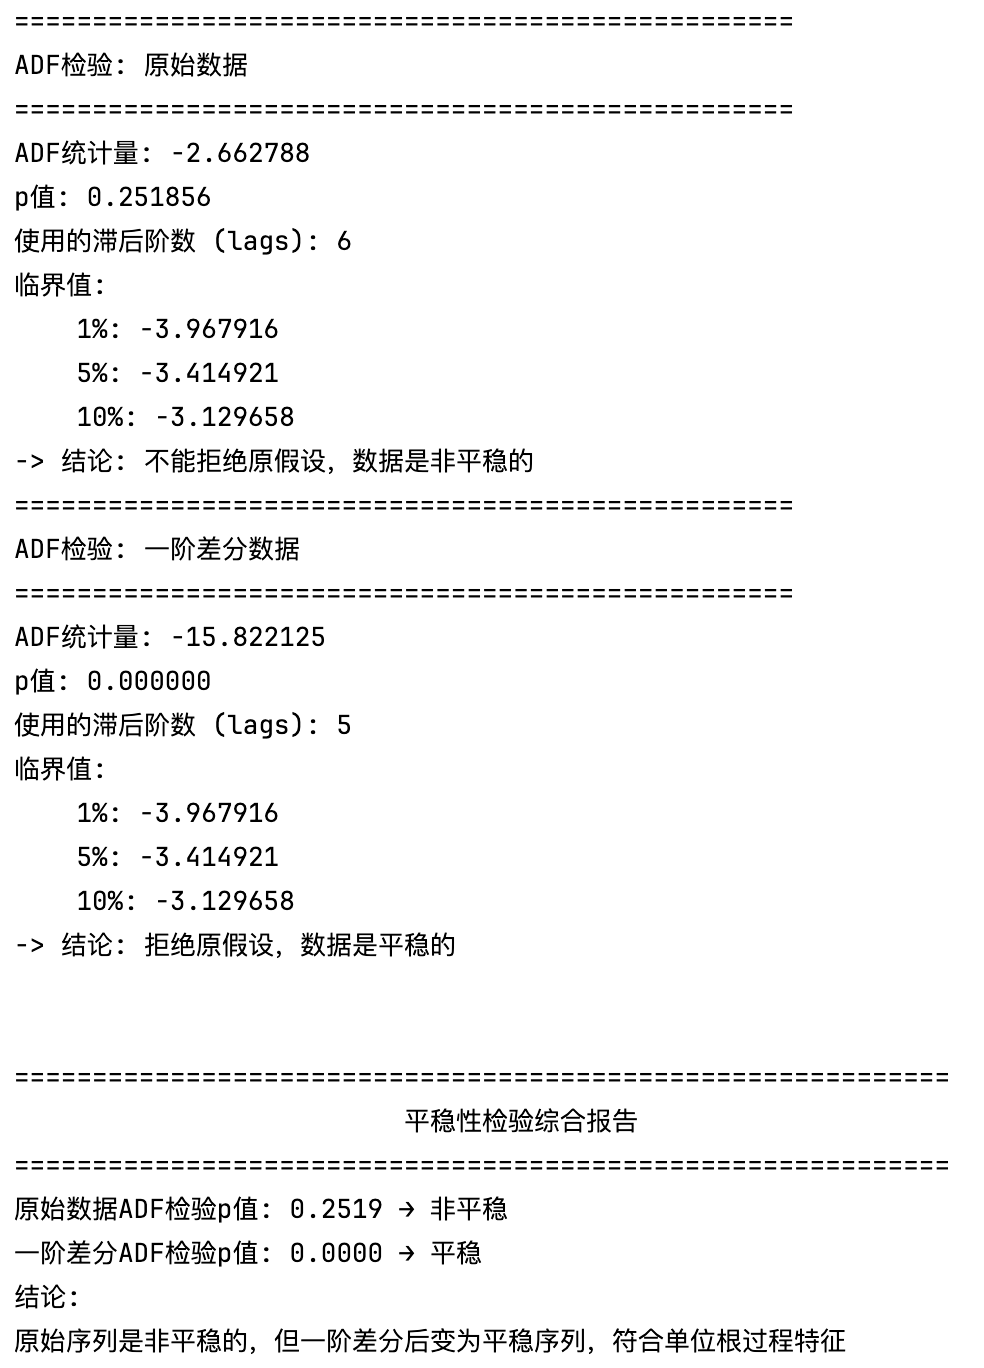 ==================================================
ADF检验: 原始数据
==================================================
ADF统计量: -2.662788
p值: 0.251856
使用的滞后阶数 (lags): 6
临界值:
    1%: -3.967916
    5%: -3.414921
    10%: -3.129658
-> 结论: 不能拒绝原假设，数据是非平稳的
==================================================
ADF检验: 一阶差分数据
==================================================
ADF统计量: -15.822125
p值: 0.000000
使用的滞后阶数 (lags): 5
临界值:
    1%: -3.967916
    5%: -3.414921
    10%: -3.129658
-> 结论: 拒绝原假设，数据是平稳的
============================================================
平稳性检验综合报告
============================================================
原始数据ADF检验p值: 0.2519 → 非平稳
一阶差分ADF检验p值: 0.0000 → 平稳
结论:
原始序列是非平稳的，但一阶差分后变为平稳序列，符合单位根过程特征